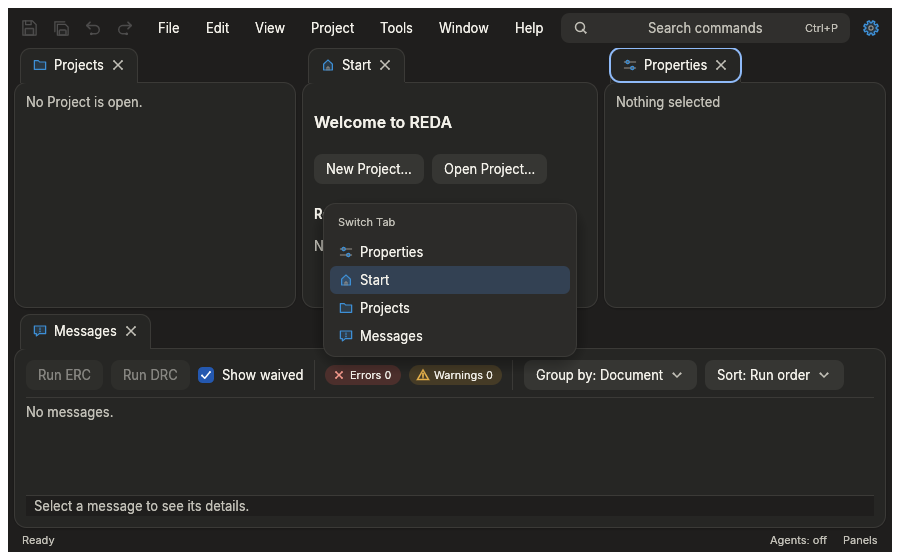 File Edit View Project Tools Window Help Search commands Ctrl+P
Projects Start Properties
No Project is open.
Welcome to REDA
New Project... Open Project...
Nothing selected
Switch Tab
Properties
Start
Projects
Messages
Messages
Run ERC Run DRC Show waived Errors 0 Warnings 0 Group by: Document Sort: Run order
No messages.
Select a message to see its details.
Ready Agents: off Panels